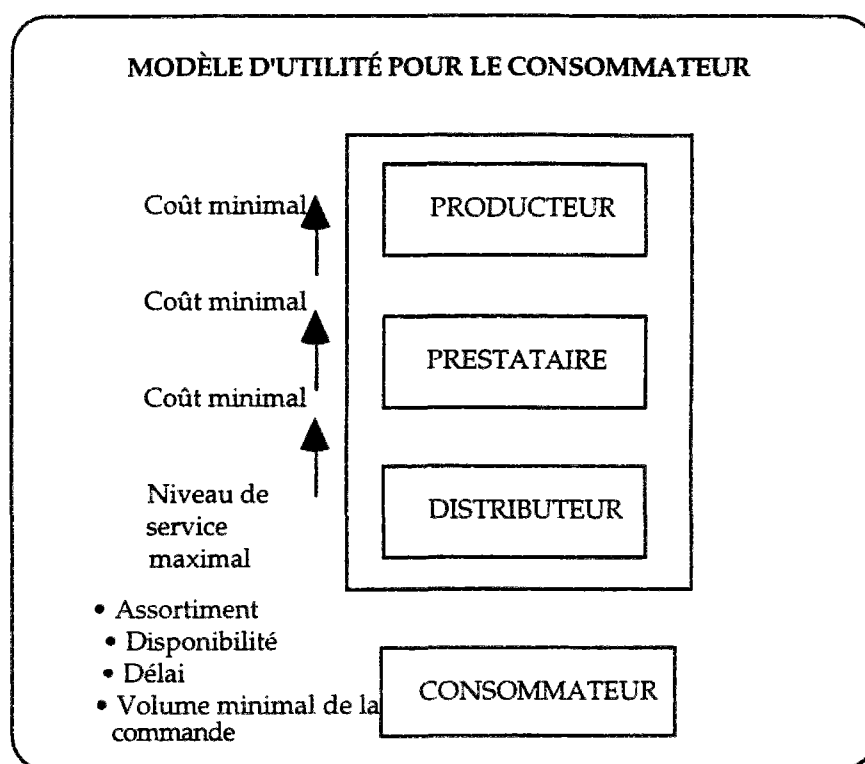 MODÈLE D'UTILITÉ POUR LE CONSOMMATEUR
Coût minimal
PRODUCTEUR
Coût minimal
PRESTATAIRE
Coût minimal
Niveau de
service
maximal
DISTRIBUTEUR
• Assortiment
• Disponibilité
• Délai
• Volume minimal de la
commande
CONSOMMATEUR